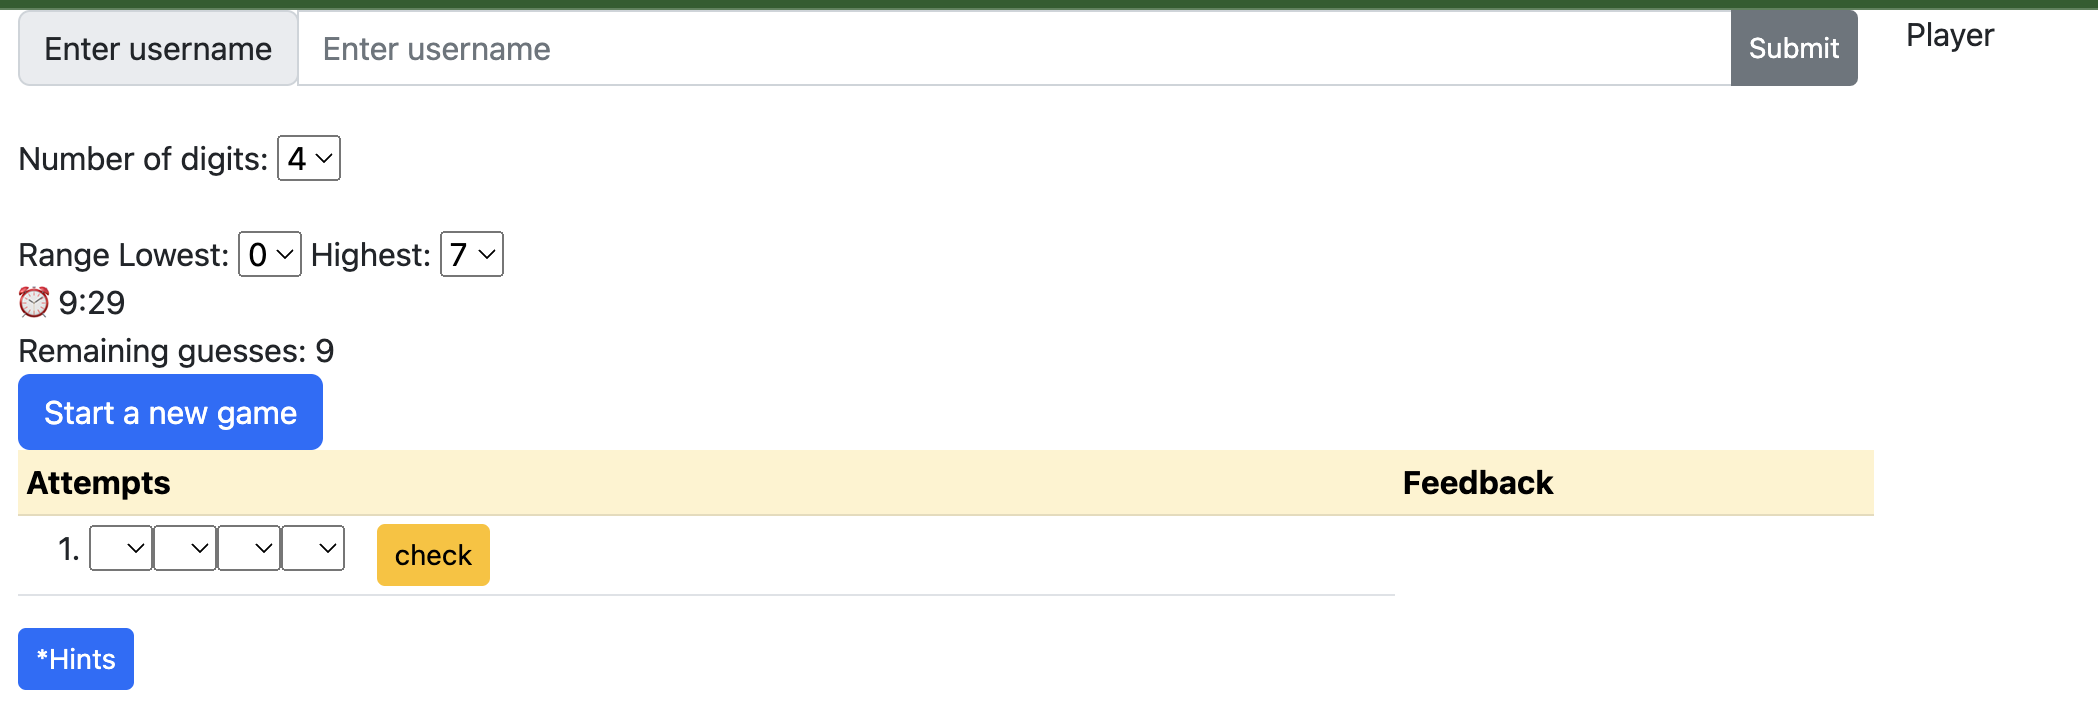 Enter username Enter username Submit Player
Number of digits: 4
Range Lowest: 0 Highest: 7
⏰ 9:29
Remaining guesses: 9
Start a new game
Attempts Feedback
1. check
*Hints